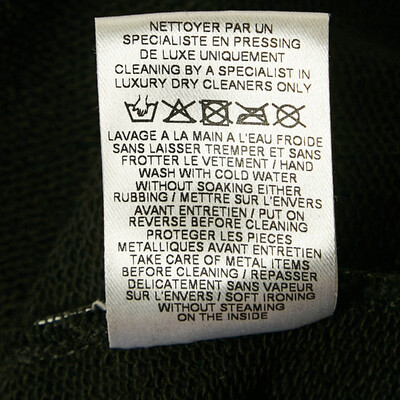 NETTOYER PAR UN
SPECIALISTE EN PRESSING
DE LUXE UNIQUEMENT
CLEANING BY A SPECIALIST IN
LUXURY DRY CLEANERS ONLY
LAVAGE A LA MAIN A L'EAU FROIDE
SANS LAISSER TREMPER ET SANS
FROTTER LE VETEMENT / HAND
WASH WITH COLD WATER
WITHOUT SOAKING EITHER
RUBBING / METTRE SUR L'ENVERS
AVANT ENTRETIEN / PUT ON
REVERSE BEFORE CLEANING
PROTEGER LES PIECES
METALLIQUES AVANT ENTRETIEN
TAKE CARE OF METAL ITEMS
BEFORE CLEANING / REPASSER
DELICATEMENT SANS VAPEUR
SUR L'ENVERS / SOFT IRONING
WITHOUT STEAMING
ON THE INSIDE